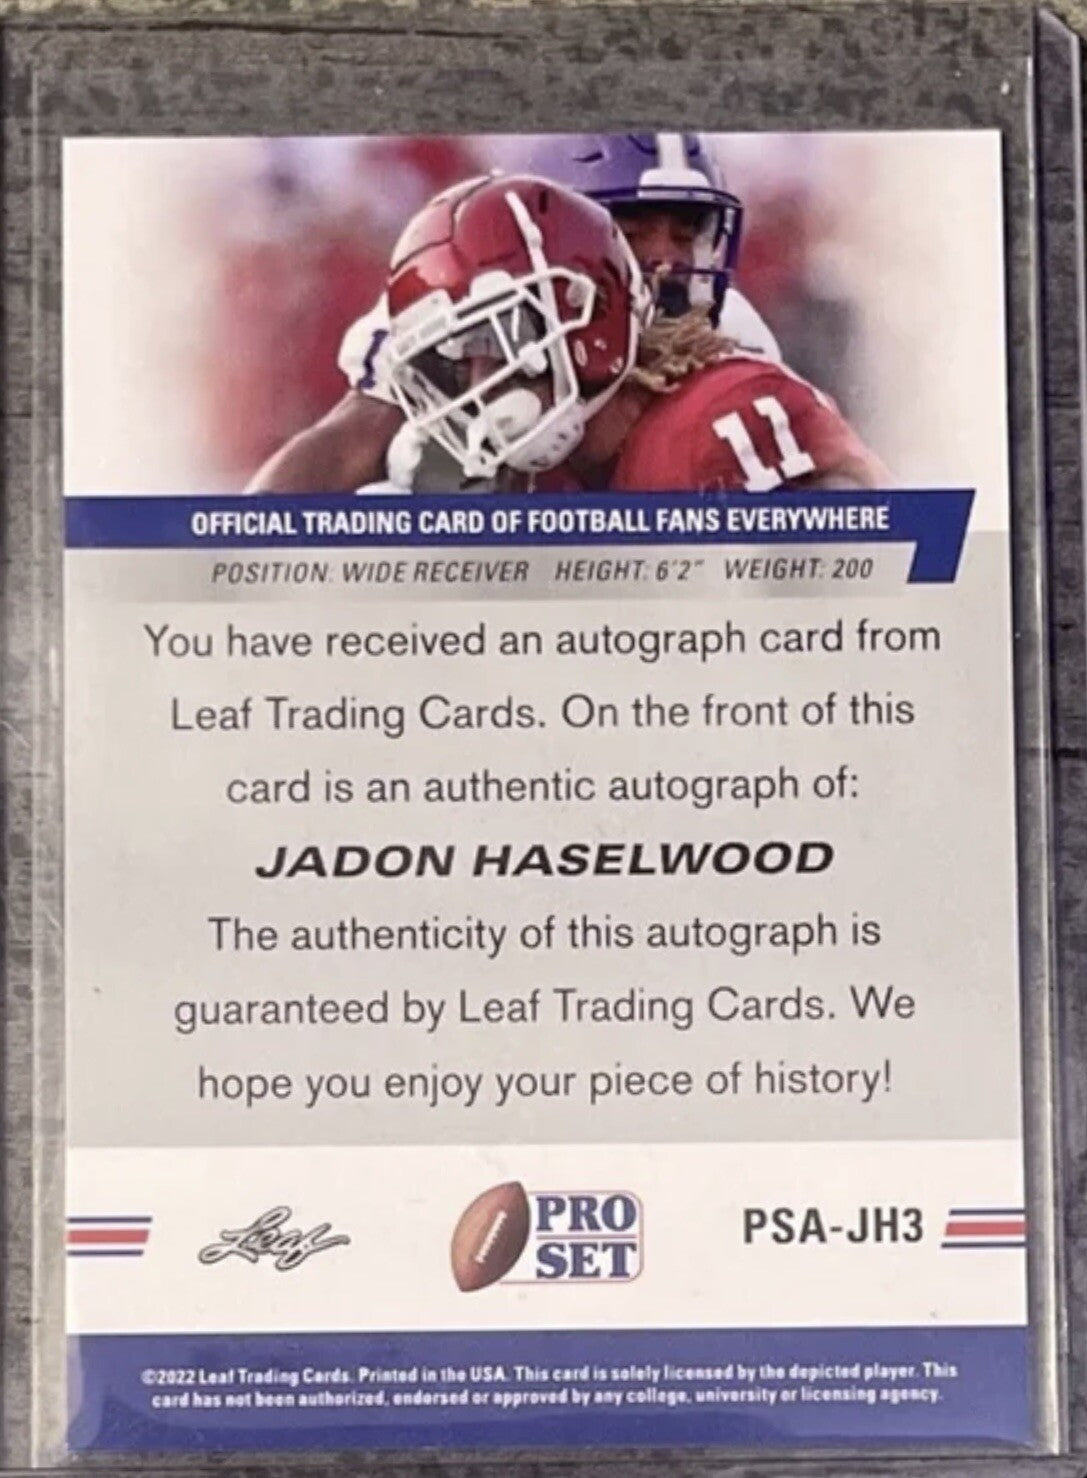 11
OFFICIAL TRADING CARD OF FOOTBALL FANS EVERYWHERE
POSITION: WIDE RECEIVER HEIGHT: 6'2" WEIGHT: 200
You have received an autograph card from
Leaf Trading Cards. On the front of this
card is an authentic autograph of:
JADON HASELWOOD
The authenticity of this autograph is
guaranteed by Leaf Trading Cards. We
hope you enjoy your piece of history!
Leaf
PRO
SET
PSA-JH3
©2022 Leaf Trading Cards. Printed in the USA. This card is solely licensed by the depicted player. This
card has not been authorized, endorsed or approved by any college, university or licensing agency.